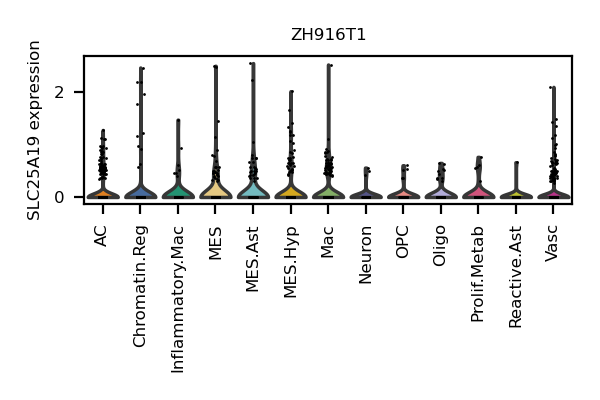 ZH916T1
SLC25A19 expression
2
0
AC
Chromatin.Reg
Inflammatory.Mac
MES
MES.Ast
MES.Hyp
Mac
Neuron
OPC
Oligo
Prolif.Metab
Reactive.Ast
Vasc